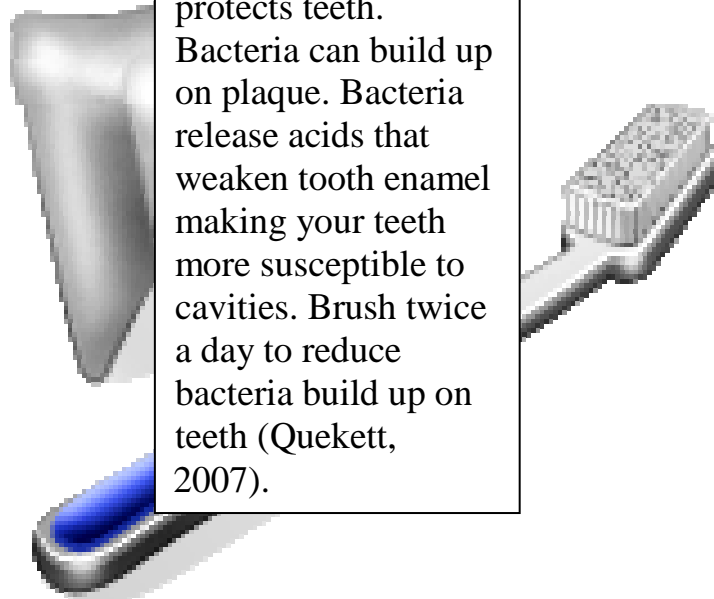 protects teeth.
Bacteria can build up
on plaque. Bacteria
release acids that
weaken tooth enamel
making your teeth
more susceptible to
cavities. Brush twice
a day to reduce
bacteria build up on
teeth (Quekett,
2007).